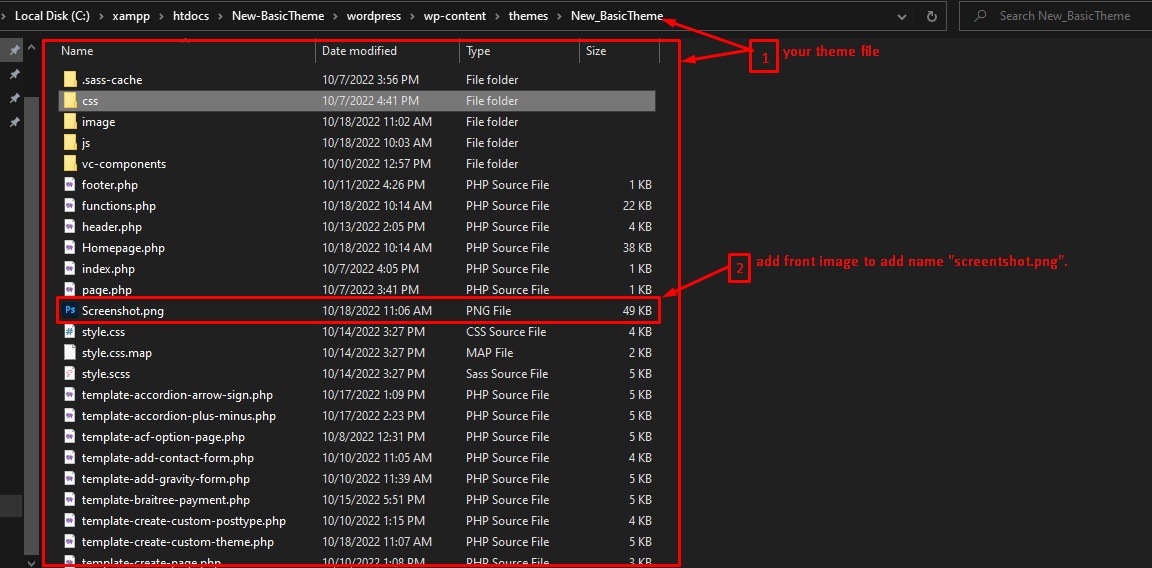 Local Disk (C:) › xampp › htdocs › New-BasicTheme › wordpress › wp-content › themes › New_BasicTheme
Search New_BasicTheme
Name Date modified Type Size
1 your theme file
.sass-cache 10/7/2022 3:56 PM File folder
css 10/7/2022 4:41 PM File folder
image 10/18/2022 11:02 AM File folder
js 10/18/2022 10:03 AM File folder
vc-components 10/10/2022 12:57 PM File folder
footer.php 10/11/2022 4:26 PM PHP Source File 1 KB
functions.php 10/18/2022 10:14 AM PHP Source File 22 KB
header.php 10/13/2022 2:05 PM PHP Source File 4 KB
Homepage.php 10/18/2022 10:14 AM PHP Source File 38 KB
2 add front image to add name "screentshot.png".
index.php 10/7/2022 4:05 PM PHP Source File 1 KB
page.php 10/7/2022 3:41 PM PHP Source File 1 KB
Ps Screenshot.png 10/18/2022 11:06 AM PNG File 49 KB
# style.css 10/14/2022 3:27 PM CSS Source File 4 KB
style.css.map 10/14/2022 3:27 PM MAP File 2 KB
style.scss 10/14/2022 3:27 PM Sass Source File 5 KB
template-accordion-arrow-sign.php 10/17/2022 1:09 PM PHP Source File 5 KB
template-accordion-plus-minus.php 10/17/2022 2:23 PM PHP Source File 5 KB
template-acf-option-page.php 10/8/2022 12:31 PM PHP Source File 5 KB
template-add-contact-form.php 10/10/2022 11:05 AM PHP Source File 4 KB
template-add-gravity-form.php 10/10/2022 11:39 AM PHP Source File 5 KB
template-braitree-payment.php 10/15/2022 5:51 PM PHP Source File 5 KB
template-create-custom-posttype.php 10/10/2022 1:15 PM PHP Source File 4 KB
template-create-custom-theme.php 10/18/2022 11:07 AM PHP Source File 5 KB
template-create-page.php 10/10/2022 1:08 PM PHP Source File 3 KB